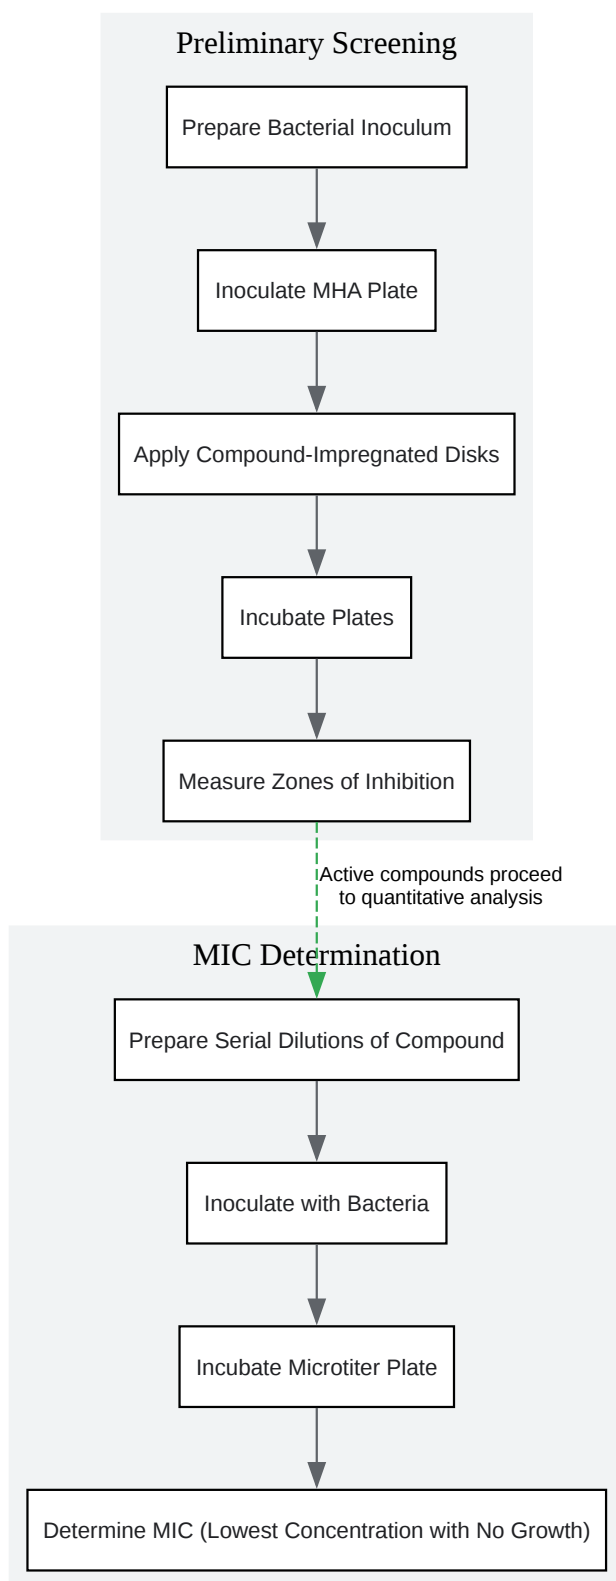 Preliminary Screening
Prepare Bacterial Inoculum
Inoculate MHA Plate
Apply Compound-Impregnated Disks
Incubate Plates
Measure Zones of Inhibition
Active compounds proceed
to quantitative analysis
MIC Determination
Prepare Serial Dilutions of Compound
Inoculate with Bacteria
Incubate Microtiter Plate
Determine MIC (Lowest Concentration with No Growth)